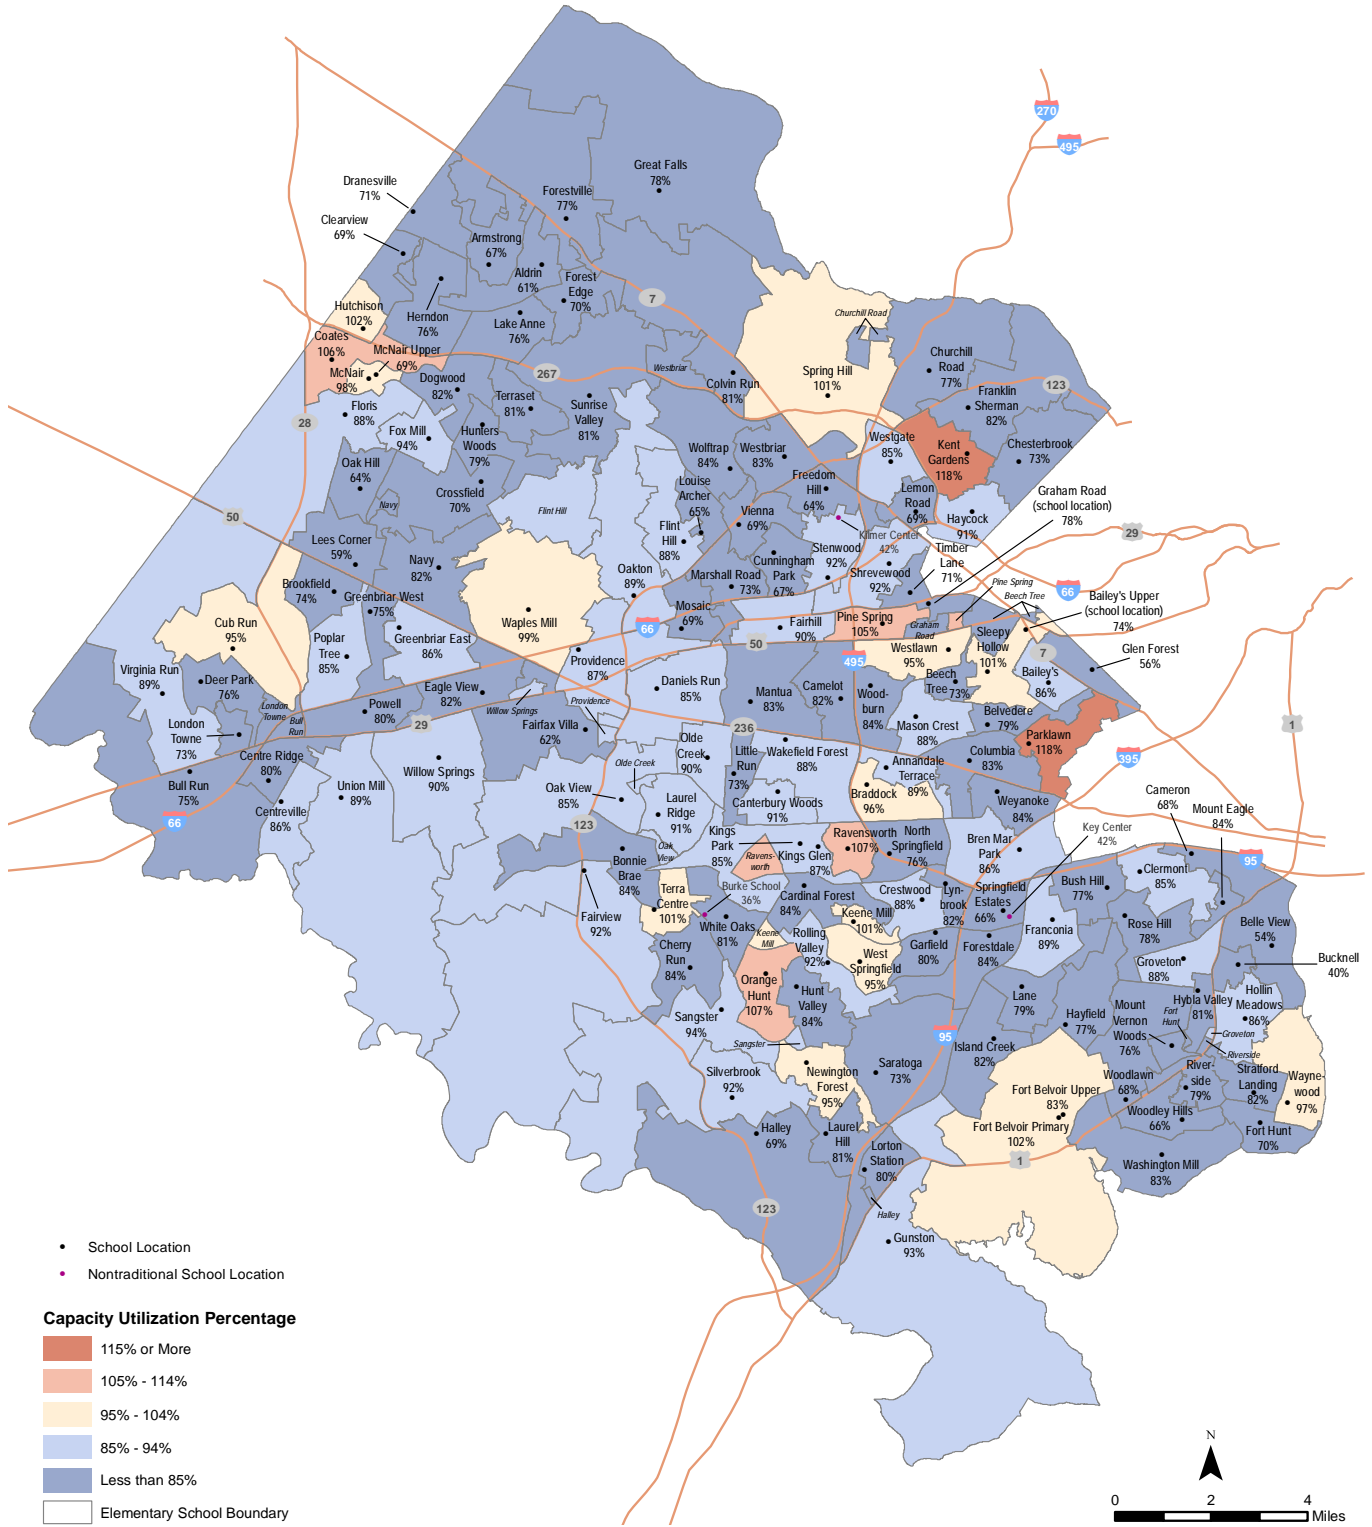 270
495
Great Falls
78%
Dranesville
71%
Forestville
77%
Clearview
69%
Armstrong
67%
Aldrin
61%
Forest
Edge
70%
7
Hutchison
102%
Herndon
76%
Lake Anne
76%
Churchill Road
Coates
106%
McNair Upper
69%
McNair
98%
Dogwood
82%
267
Westbriar
Colvin Run
81%
Spring Hill
101%
Churchill
Road
77%
123
Franklin
Sherman
82%
Terraset
81%
Sunrise
Valley
81%
Floris
88%
28
Fox Mill
94%
Hunters
Woods
79%
Westgate
85%
Kent
Gardens
118%
Chesterbrook
73%
Wolftrap
84%
Westbriar
83%
Oak Hill
64%
Crossfield
70%
Louise
Archer
65%
Freedom
Hill
64%
Lemon
Road
69%
Graham Road
(school location)
78%
Navy
Flint Hill
Vienna
69%
Haycock
91%
50
Flint
Hill
88%
Kilmer Center
42%
29
Lees Corner
59%
Stenwood
92%
Timber
Lane
71%
Navy
82%
Oakton
89%
Marshall Road
73%
Cunningham
Park
67%
Shrevewood
92%
Pine Spring
Beech Tree
66
Bailey's Upper
(school location)
74%
Brookfield
74%
Greenbriar West
75%
Mosaic
69%
Cub Run
95%
Poplar
Tree
85%
Greenbriar East
86%
Waples Mill
99%
66
Fairhill
90%
Pine Spring
105%
Graham
Road
Sleepy
Hollow
101%
50
495
Westlawn
95%
7
Glen Forest
56%
Providence
87%
Virginia Run
89%
Deer Park
76%
Eagle View
82%
Daniels Run
85%
Mantua
83%
Camelot
82%
Wood-
burn
84%
Beech
Tree
73%
Bailey's
86%
London
Towne
Bull
Run
Powell
80%
Willow Springs
Providence
London
Towne
73%
29
Fairfax Villa
62%
236
Mason Crest
88%
Belvedere
79%
Parklawn
118%
1
Centre Ridge
80%
Olde
Creek
90%
Little
Run
73%
Wakefield Forest
88%
Columbia
83%
395
Bull Run
75%
Union Mill
89%
Willow Springs
90%
Olde Creek
Annandale
Terrace
89%
Oak View
85%
Canterbury Woods
91%
Braddock
96%
Weyanoke
84%
Cameron
68%
Mount Eagle
84%
66
Centreville
86%
123
Laurel
Ridge
91%
Kings
Park
85%
Ravensworth
107%
North
Springfield
76%
Bren Mar
Park
86%
Key Center
42%
Oak
View
Ravens-
worth
Kings Glen
87%
95
Bonnie
Brae
84%
Clermont
85%
Terra
Centre
101%
Burke School
36%
Cardinal Forest
84%
Crestwood
88%
Lyn-
brook
82%
Springfield
Estates
66%
Bush Hill
77%
Fairview
92%
White Oaks
81%
Keene Mill
101%
Franconia
89%
Rose Hill
78%
Belle View
54%
Keene
Mill
Rolling
Valley
92%
Garfield
80%
Forestdale
84%
Cherry
Run
84%
West
Springfield
95%
Groveton
88%
Bucknell
40%
Orange
Hunt
107%
Hunt
Valley
84%
Lane
79%
Hybla Valley
81%
Hollin
Meadows
86%
Sangster
94%
Mount
Vernon
Woods
76%
Fort
Hunt
Hayfield
77%
Groveton
Sangster
95
Island Creek
82%
Riverside
Silverbrook
92%
Newington
Forest
95%
Saratoga
73%
Woodlawn
68%
River-
side
79%
Stratford
Landing
82%
Wayne-
wood
97%
Fort Belvoir Upper
83%
Woodley Hills
66%
Halley
69%
Laurel
Hill
81%
Fort Belvoir Primary
102%
Fort Hunt
70%
Lorton
Station
80%
1
Washington Mill
83%
123
Halley
Gunston
93%
School Location
Nontraditional School Location
Capacity Utilization Percentage
115% or More
105% - 114%
95% - 104%
85% - 94%
Less than 85%
Elementary School Boundary
N
0 2 4
Miles